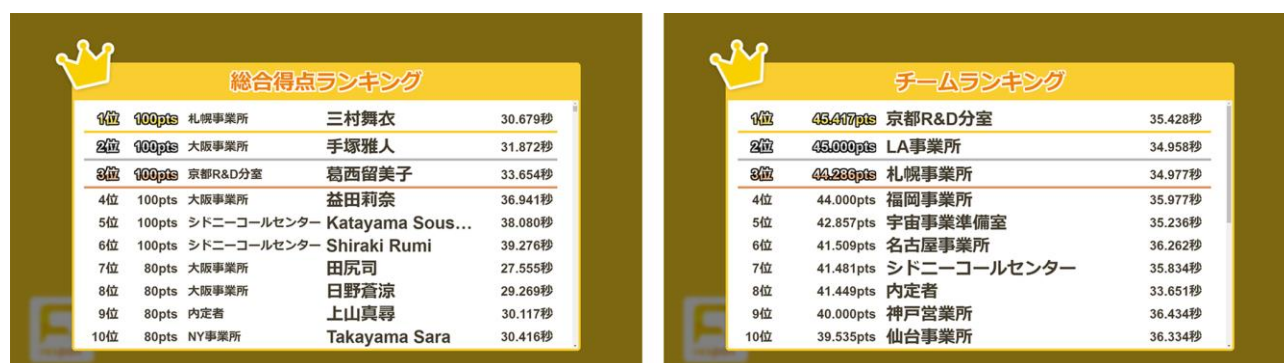 総合得点ランキング
1位 100pts 札幌事業所 三村舞衣 30.679秒
2位 100pts 大阪事業所 手塚雅人 31.872秒
3位 100pts 京都R&D分室 葛西留美子 33.654秒
4位 100pts 大阪事業所 益田莉奈 36.941秒
5位 100pts シドニーコールセンター Katayama Sous... 38.080秒
6位 100pts シドニーコールセンター Shiraki Rumi 39.276秒
7位 80pts 大阪事業所 田尻司 27.555秒
8位 80pts 大阪事業所 日野蒼涼 29.269秒
9位 80pts 内定者 上山真尋 30.117秒
10位 80pts NY事業所 Takayama Sara 30.416秒
チームランキング
1位 45.417pts 京都R&D分室 35.428秒
2位 45.000pts LA事業所 34.958秒
3位 44.286pts 札幌事業所 34.977秒
4位 44.000pts 福岡事業所 35.977秒
5位 42.857pts 宇宙事業準備室 35.236秒
6位 41.509pts 名古屋事業所 36.262秒
7位 41.481pts シドニーコールセンター 35.834秒
8位 41.449pts 内定者 33.651秒
9位 40.000pts 神戸営業所 36.434秒
10位 39.535pts 仙台事業所 36.334秒